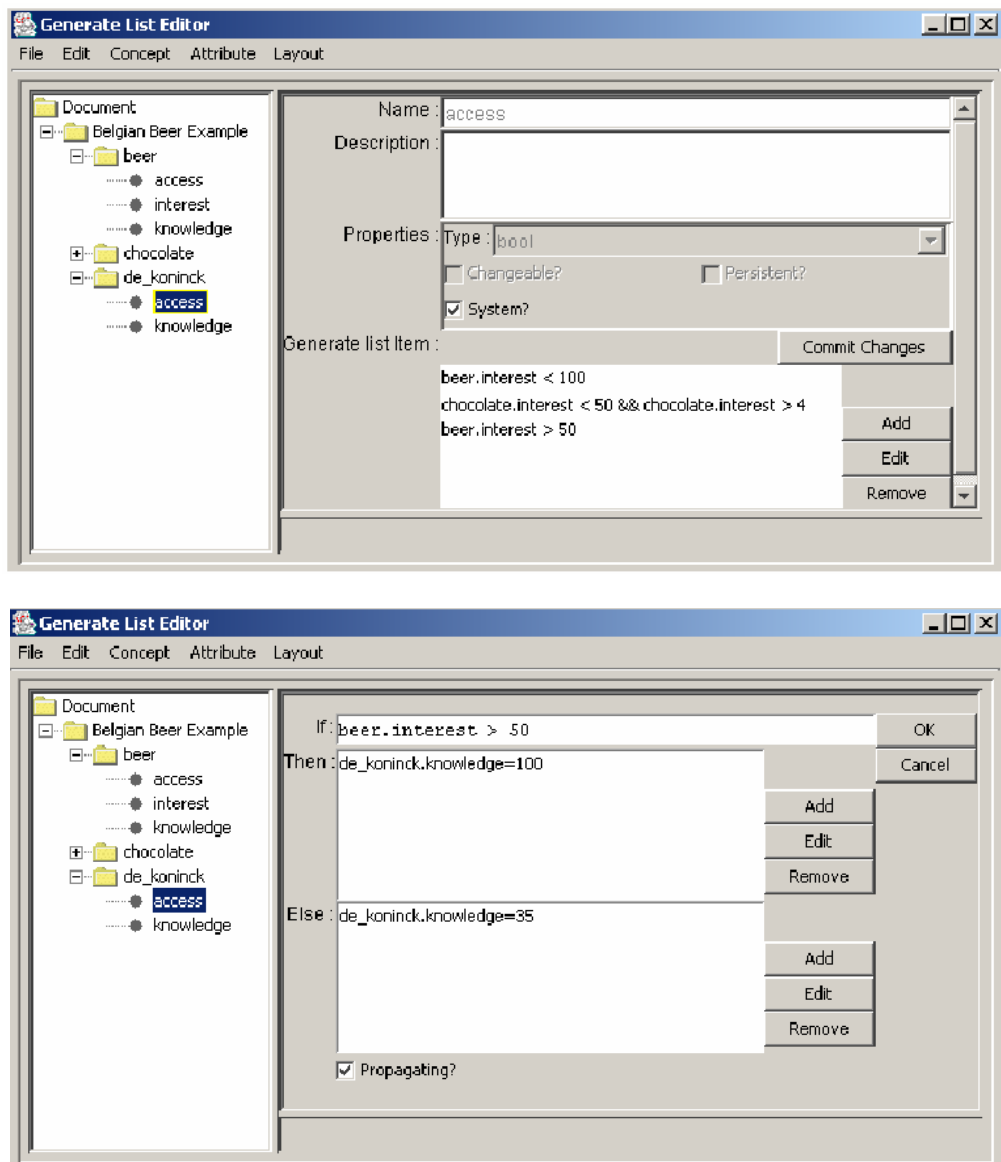 Generate List Editor
File Edit Concept Attribute Layout
Document
Belgian Beer Example
beer
access
interest
knowledge
chocolate
de_koninck
access
knowledge
Name : access
Description :
Properties : Type : bool
Changeable? Persistent?
System?
Generate list Item :
Commit Changes
beer.interest < 100
chocolate.interest < 50 && chocolate.interest > 4
beer.interest > 50
Add
Edit
Remove
Generate List Editor
File Edit Concept Attribute Layout
Document
Belgian Beer Example
beer
access
interest
knowledge
chocolate
de_koninck
access
knowledge
If : beer.interest > 50
OK
Then : de_koninck.knowledge=100
Cancel
Add
Edit
Remove
Else : de_koninck.knowledge=35
Add
Edit
Remove
Propagating?